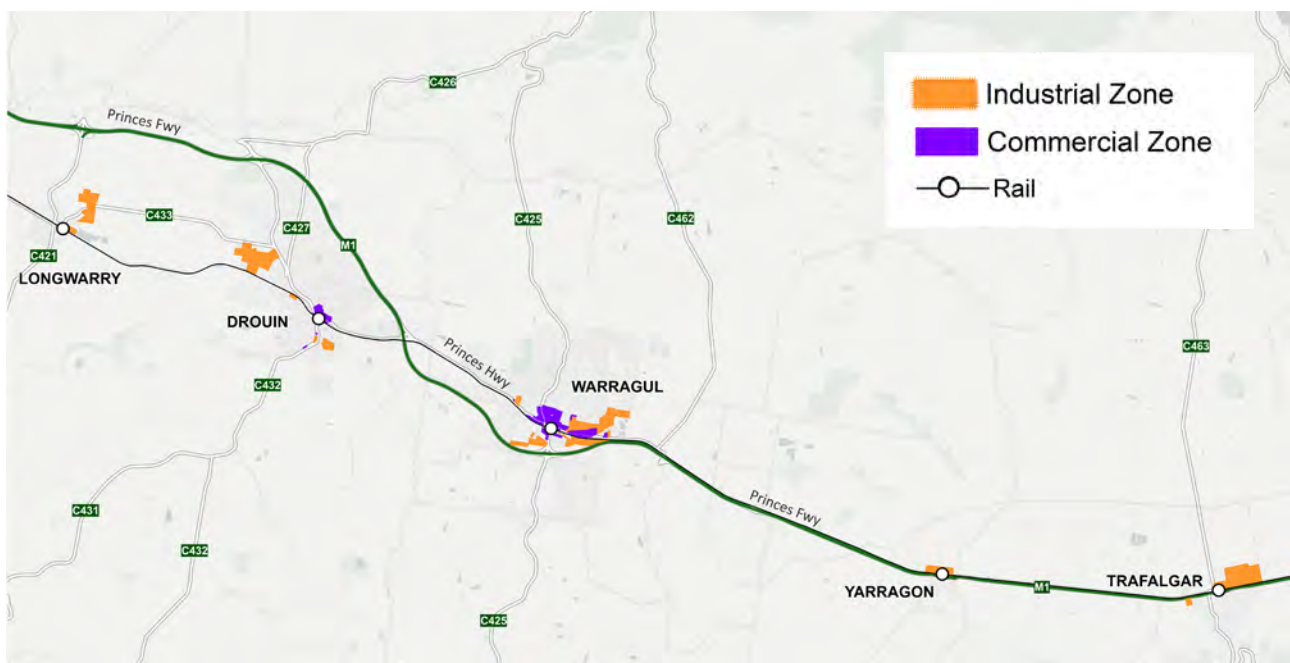 C426
Princes Fwy
Industrial Zone
Commercial Zone
Rail
C433
C427
C425
C462
M1
C421
LONGWARRY
DROUIN
Princes Hwy
C463
C432
WARRAGUL
Princes Fwy
C431
C432
YARRAGON
M1
TRAFALGAR
C425